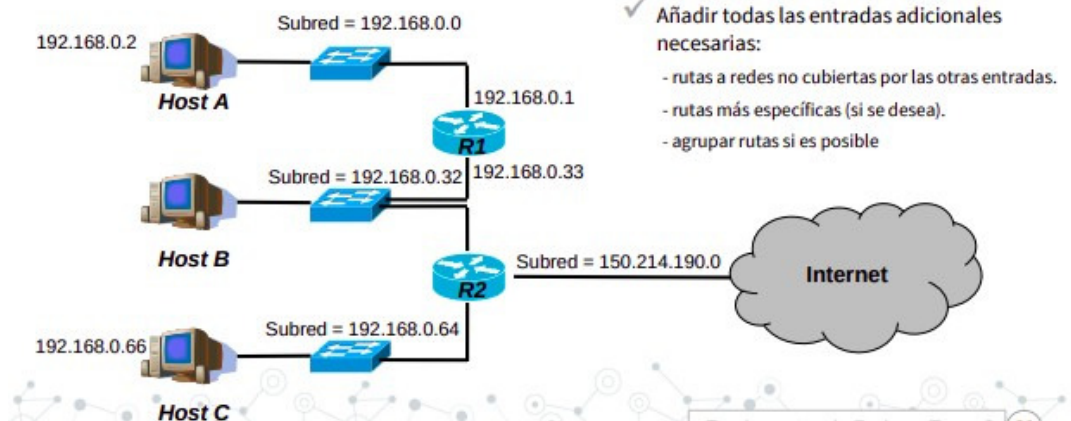 Subred = 192.168.0.0
192.168.0.2
Host A
192.168.0.1
R1
Subred = 192.168.0.32
192.168.0.33
Host B
Subred = 150.214.190.0
R2
Internet
Subred = 192.168.0.64
192.168.0.66
Host C
✓ Añadir todas las entradas adicionales
necesarias:
- rutas a redes no cubiertas por las otras entradas.
- rutas más específicas (si se desea).
- agrupar rutas si es posible